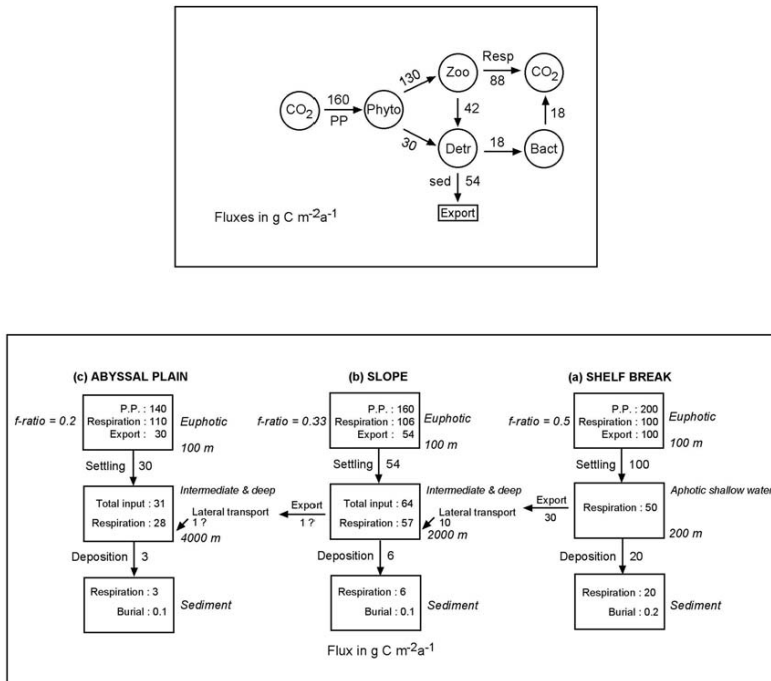 Resp
Zoo
CO2
130
88
160
CO2
Phyto
PP
42
18
30
Detr
18
Bact
sed
54
Export
Fluxes in g C m-2a-1
(c) ABYSSAL PLAIN
(b) SLOPE
(a) SHELF BREAK
f-ratio = 0.2
P.P. : 140
Respiration : 110
Export : 30
Euphotic
100 m
f-ratio = 0.33
P.P. : 160
Respiration : 106
Export : 54
Euphotic
100 m
f-ratio = 0.5
P.P. : 200
Respiration : 100
Export : 100
Euphotic
100 m
Settling 30
Settling 54
Settling 100
Total input : 31
Respiration : 28
Intermediate & deep
Lateral transport
1 ?
4000 m
Export
1 ?
Total input : 64
Respiration : 57
Intermediate & deep
Lateral transport
10
2000 m
Export
30
Respiration : 50
Aphotic shallow water
200 m
Deposition 3
Deposition 6
Deposition 20
Respiration : 3
Burial : 0.1
Sediment
Respiration : 6
Burial : 0.1
Sediment
Respiration : 20
Burial : 0.2
Sediment
Flux in g C m-2a-1